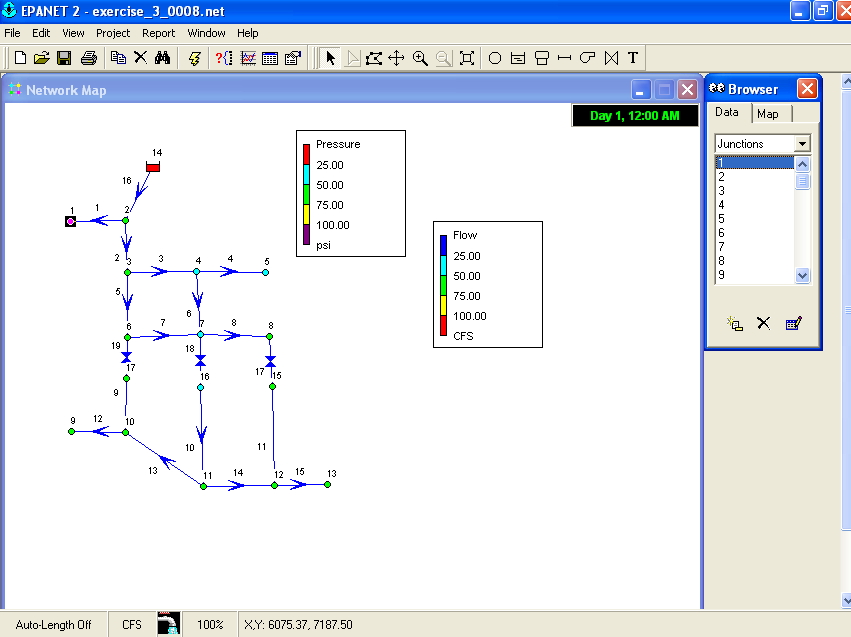 EPANET 2 - exercise_3_0008.net
File Edit View Project Report Window Help
T
Network Map
Day 1, 12:00 AM
Browser
Data Map
Junctions
1
2
3
4
5
6
7
8
9
Pressure
25.00
50.00
75.00
100.00
psi
Flow
25.00
50.00
75.00
100.00
CFS
14
16
1 1 2
2 3 3 4 4 5
5 6
6 7 7 8 8
19 18 17
17 16 15
9
9 12 10 10 11
13 11 14 12 15 13
Auto-Length Off CFS 100% X,Y: 6075.37, 7187.50